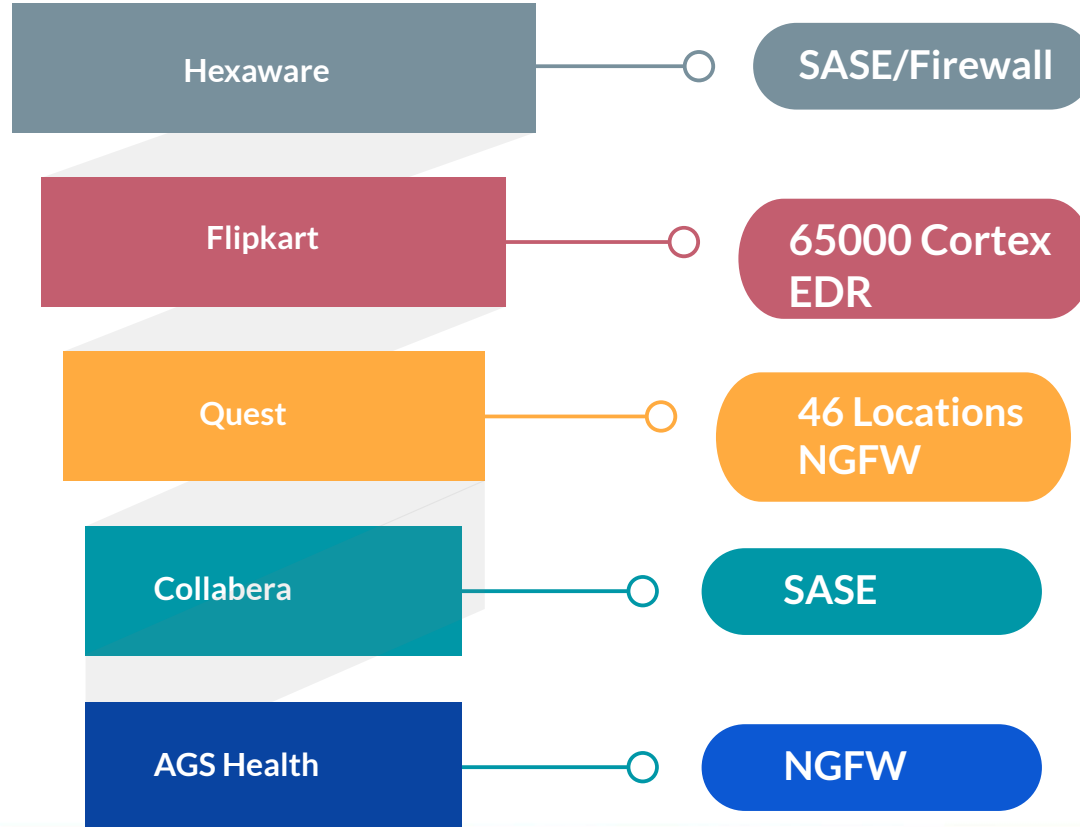 Hexaware
SASE/Firewall
Flipkart
65000 Cortex
EDR
Quest
46 Locations
NGFW
Collabera
SASE
AGS Health
NGFW